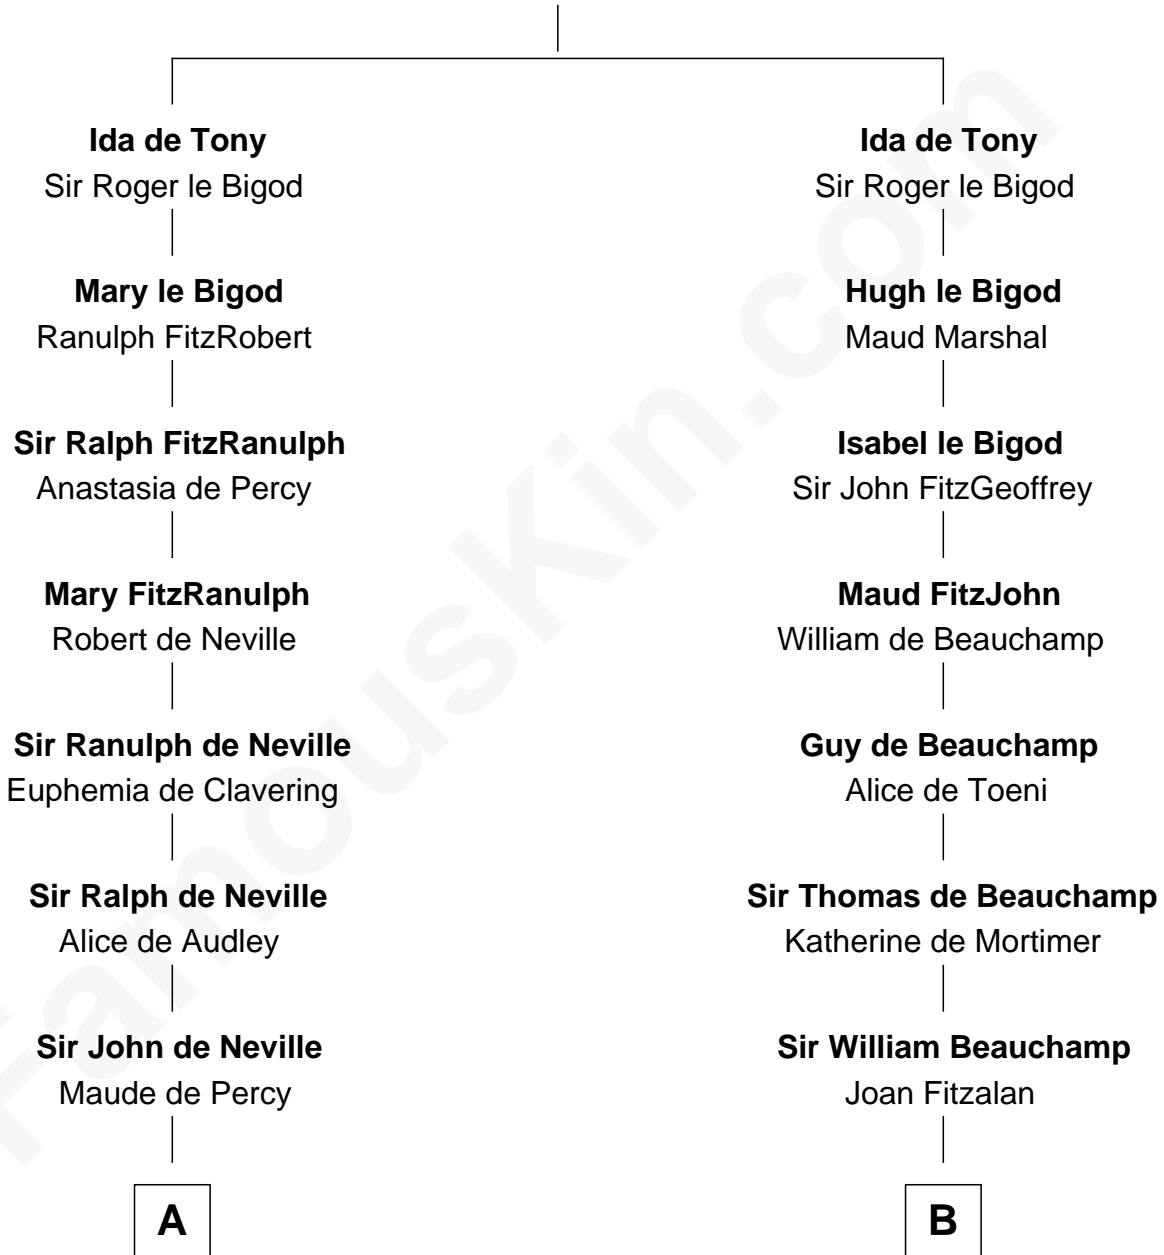 Ida de Tony
Sir Roger le Bigod
Mary le Bigod
Ranulph FitzRobert
Sir Ralph FitzRanulph
Anastasia de Percy
Mary FitzRanulph
Robert de Neville
Sir Ranulph de Neville
Euphemia de Clavering
Sir Ralph de Neville
Alice de Audley
Sir John de Neville
Maude de Percy
A
Ida de Tony
Sir Roger le Bigod
Hugh le Bigod
Maud Marshal
Isabel le Bigod
Sir John FitzGeoffrey
Maud FitzJohn
William de Beauchamp
Guy de Beauchamp
Alice de Toeni
Sir Thomas de Beauchamp
Katherine de Mortimer
Sir William Beauchamp
Joan Fitzalan
B
FamousKin.com